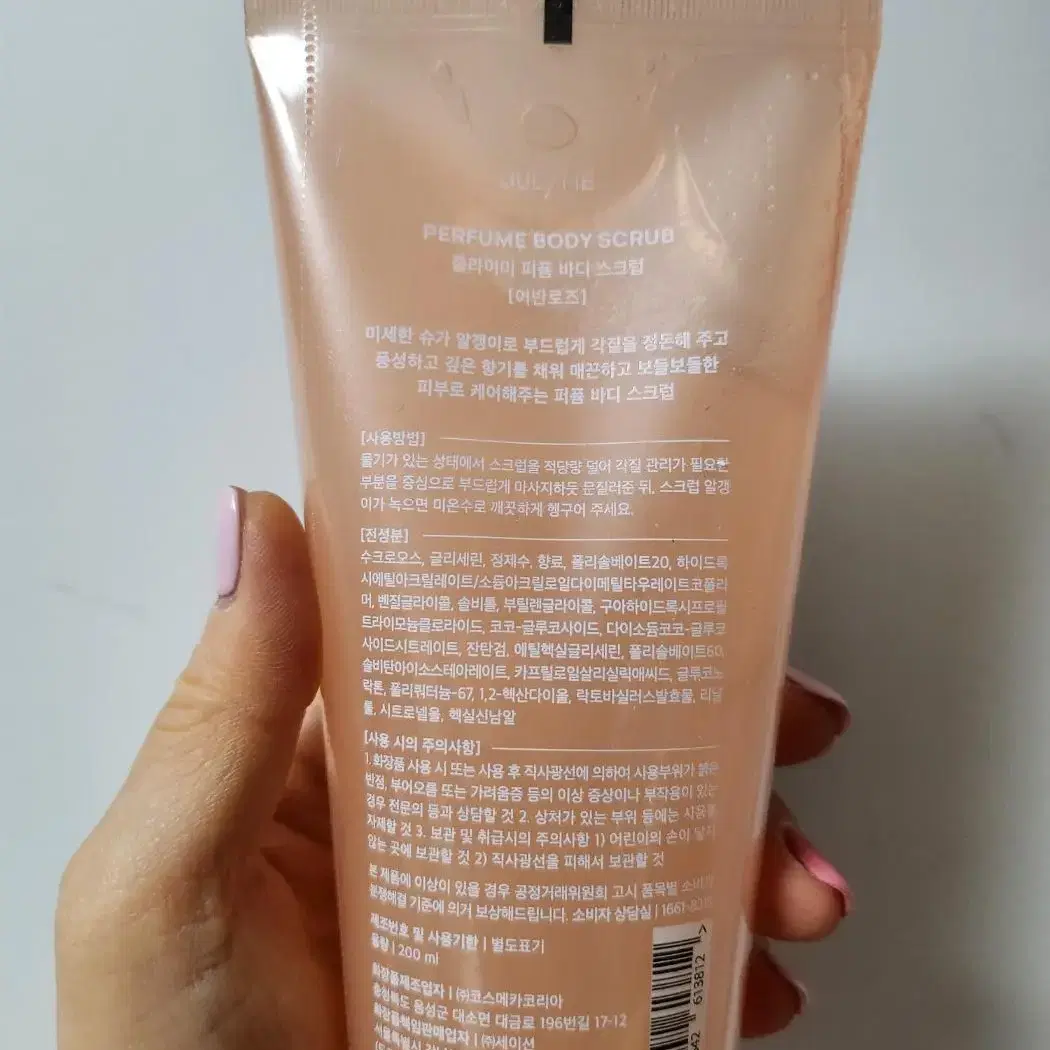 PERFUME BODY SCRUB
쥴라이미 퍼퓸 바디 스크럽
[어반로즈]
미세한 슈가 알갱이로 부드럽게 각질을 정돈해 주고
풍성하고 깊은 향기를 채워 매끈하고 보들보들한
피부로 케어해주는 퍼퓸 바디 스크럽
[사용방법]
물기가 있는 상태에서 스크럽을 적당량 덜어 각질 관리가 필요한
부분을 중심으로 부드럽게 마사지하듯 문질러준 뒤, 스크럽 알갱
이가 녹으면 미온수로 깨끗하게 헹구어 주세요.
[전성분]
수크로오스, 글리세린, 정제수, 향료, 폴리솔베이트20, 하이드록
시에틸아크릴레이트/소듐아크릴로일다이메틸타우레이트코폴리
머, 벤질글라이콜, 솔비톨, 부틸렌글라이콜, 구아하이드록시프로필
트라이모늄클로라이드, 코코-글루코사이드, 다이소듐코코-글루코
사이드시트레이트, 잔탄검, 에틸헥실글리세린, 폴리솔베이트60,
솔비탄아이소스테아레이트, 카프릴로일살리실릭애씨드, 글루코노
락톤, 폴리쿼터늄-67, 1,2-헥산다이올, 락토바실러스발효물, 리날
룰, 시트로넬올, 헥실신남알
[사용 시의 주의사항]
1.화장품 사용 시 또는 사용 후 직사광선에 의하여 사용부위가 붉은
반점, 부어오름 또는 가려움증 등의 이상 증상이나 부작용이 있는
경우 전문의 등과 상담할 것 2. 상처가 있는 부위 등에는 사용을
자제할 것 3. 보관 및 취급시의 주의사항 1) 어린이의 손이 닿지
않는 곳에 보관할 것 2) 직사광선을 피해서 보관할 것
본 제품에 이상이 있을 경우 공정거래위원회 고시 품목별 소비자
분쟁해결 기준에 의거 보상해드립니다. 소비자 상담실 | 1661-
제조번호 및 사용기한 | 별도표기
용량 | 200 ml
화장품제조업자 | ㈜코스메카코리아
충청북도 음성군 대소면 대금로 196번길 17-12
화장품책임판매업자 | ㈜세이션
서울특별시
613812 >